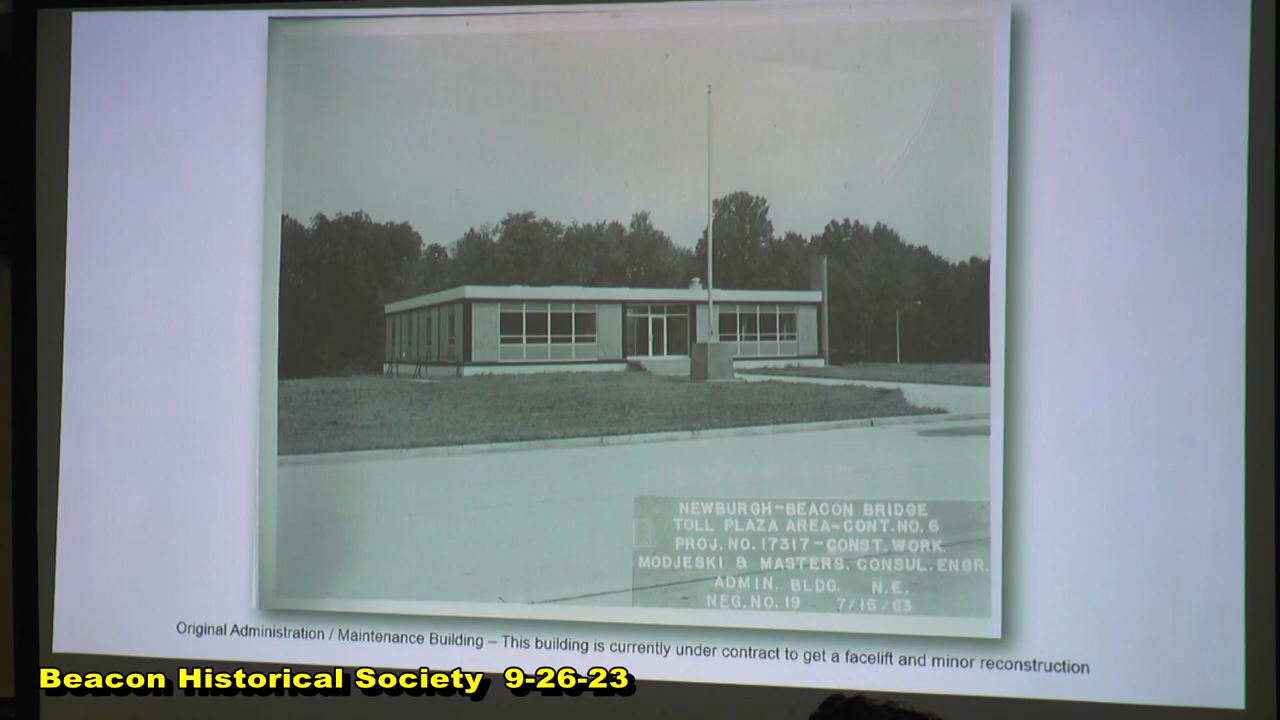 NEWBURGH-BEACON BRIDGE
TOLL PLAZA AREA-CONT.NO.6
PROJ.NO.17317-CONST.WORK
MODJESKI & MASTERS. CONSUL.ENGR.
ADMIN. BLDG. N.E.
NEG.NO.19 7/16/63
Original Administration / Maintenance Building – This building is currently under contract to get a facelift and minor reconstruction
Beacon Historical Society 9-26-23